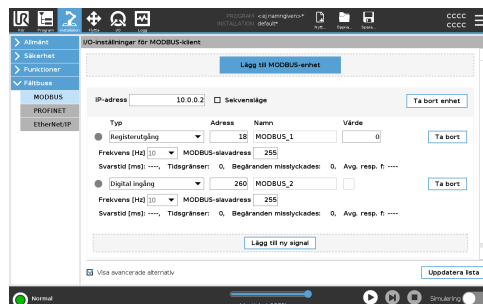 PROGRAM <ej namngiven>*
INSTALLATION default*
CCCC
CCCC
Kör Program Installation Flytta I/O Logg Nytt... Öppna... Spara...
Allmänt
Säkerhet
Funktioner
Fältbuss
MODBUS
PROFINET
EtherNet/IP
I/O-inställningar för MODBUS-klient
Lägg till MODBUS-enhet
IP-adress 10.0.0.2 Sekvensläge Ta bort enhet
Typ Adress Namn Värde
Registerutgång 18 MODBUS_1 0 Ta bort
Frekvens [Hz] 10 MODBUS-slavadress 255
Svarstid [ms]: ----, Tidsgränser: 0, Begäranden misslyckades: 0, Avg. resp. f: ----
Digital ingång 260 MODBUS_2 Ta bort
Frekvens [Hz] 10 MODBUS-slavadress 255
Svarstid [ms]: ----, Tidsgränser: 0, Begäranden misslyckades: 0, Avg. resp. f: ----
Lägg till ny signal
Visa avancerade alternativ Uppdatera lista
Normal Simulering